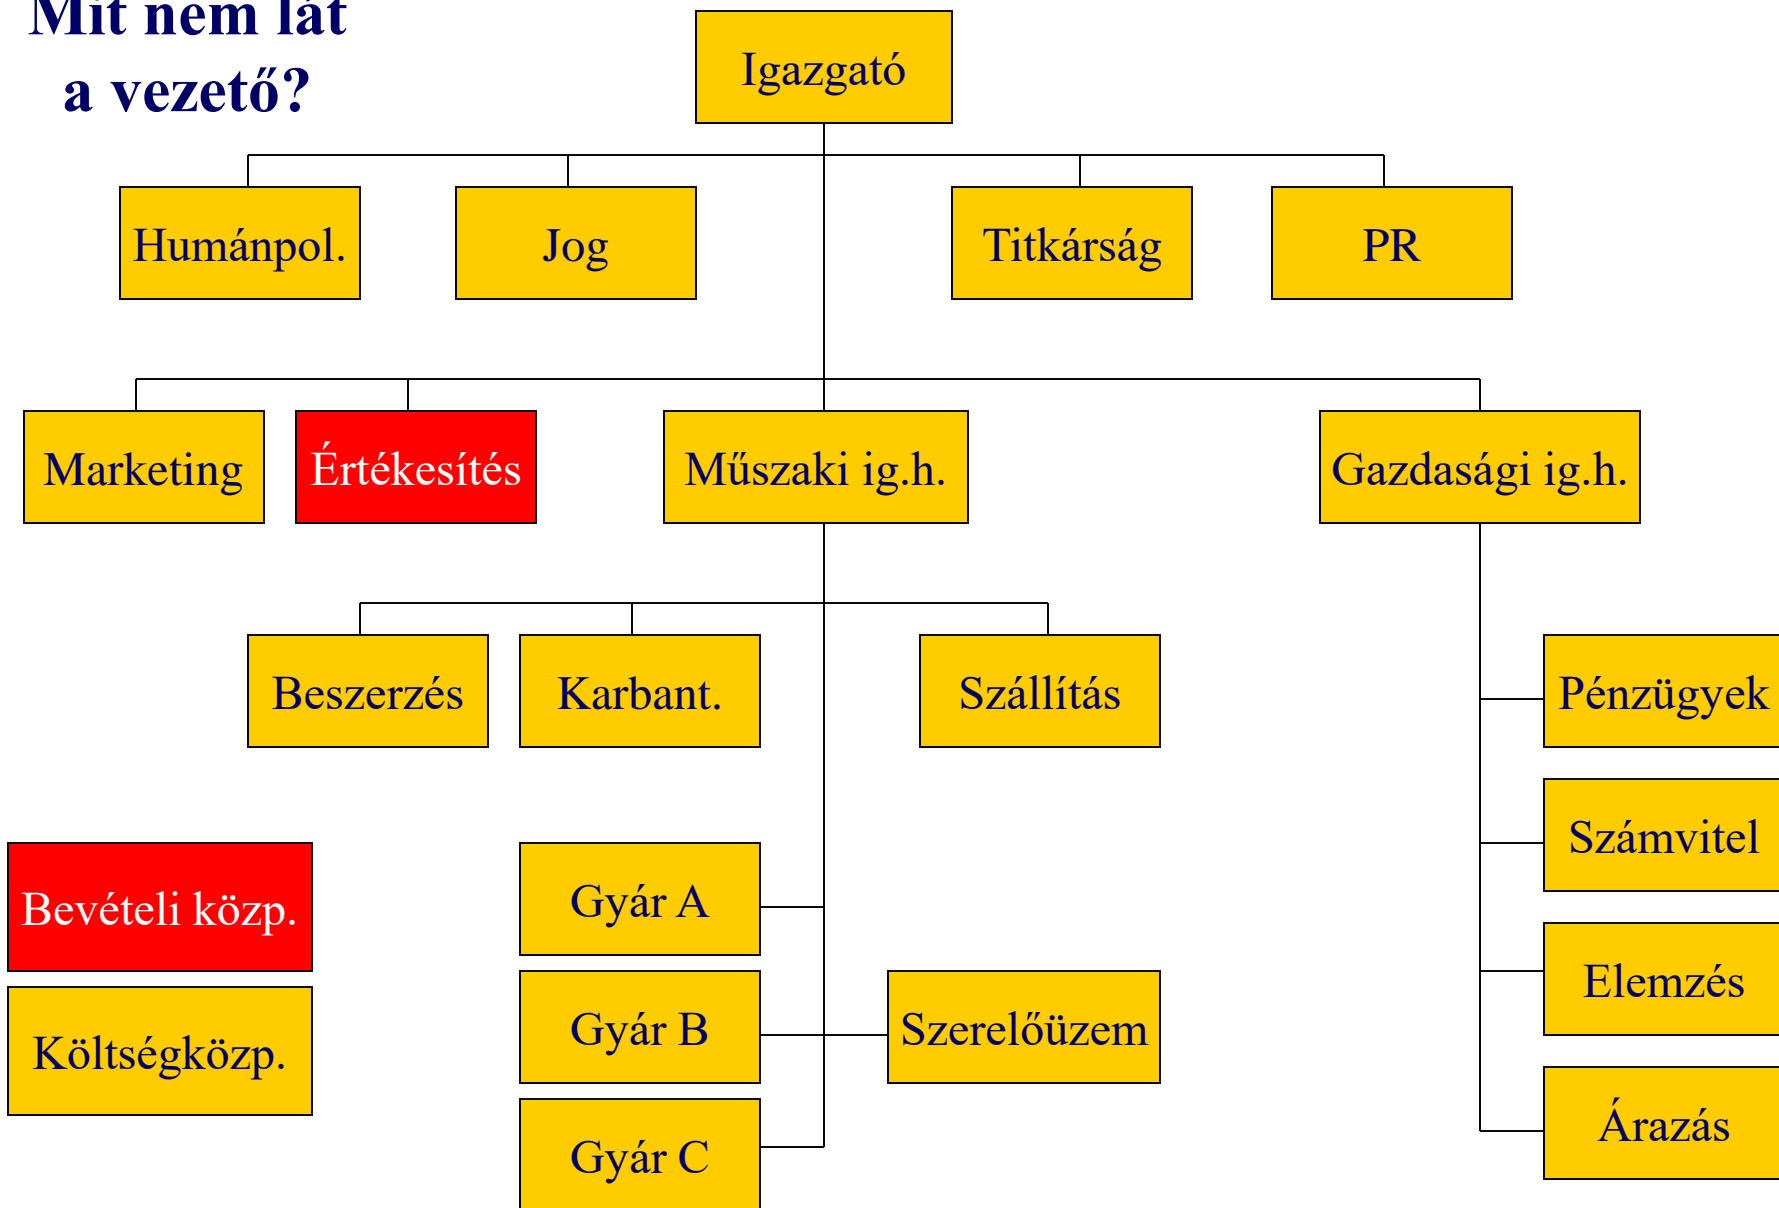 Mit nem lát
a vezető?
Igazgató
Humánpol.
Jog
Titkárság
PR
Marketing
Értékesítés
Műszaki ig.h.
Gazdasági ig.h.
Beszerzés
Karbant.
Szállítás
Pénzügyek
Számvitel
Elemzés
Árazás
Gyár A
Gyár B
Gyár C
Szerelőüzem
Bevételi közp.
Költségközp.